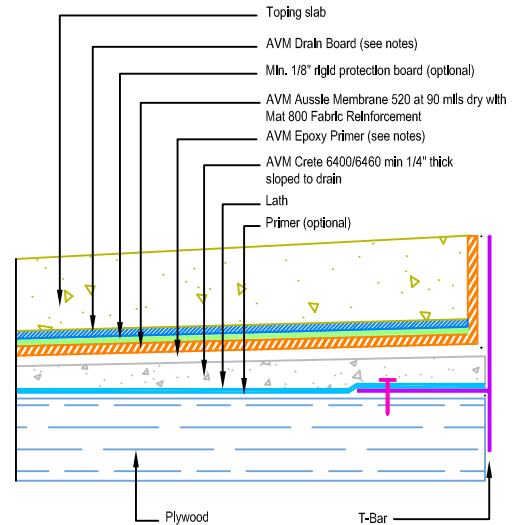 Toping slab
AVM Drain Board (see notes)
Min. 1/8" rigid protection board (optional)
AVM Aussie Membrane 520 at 90 mils dry with
Mat 800 Fabric Reinforcement
AVM Epoxy Primer (see notes)
AVM Crete 6400/6460 min 1/4" thick
sloped to drain
Lath
Primer (optional)
Plywood
T-Bar